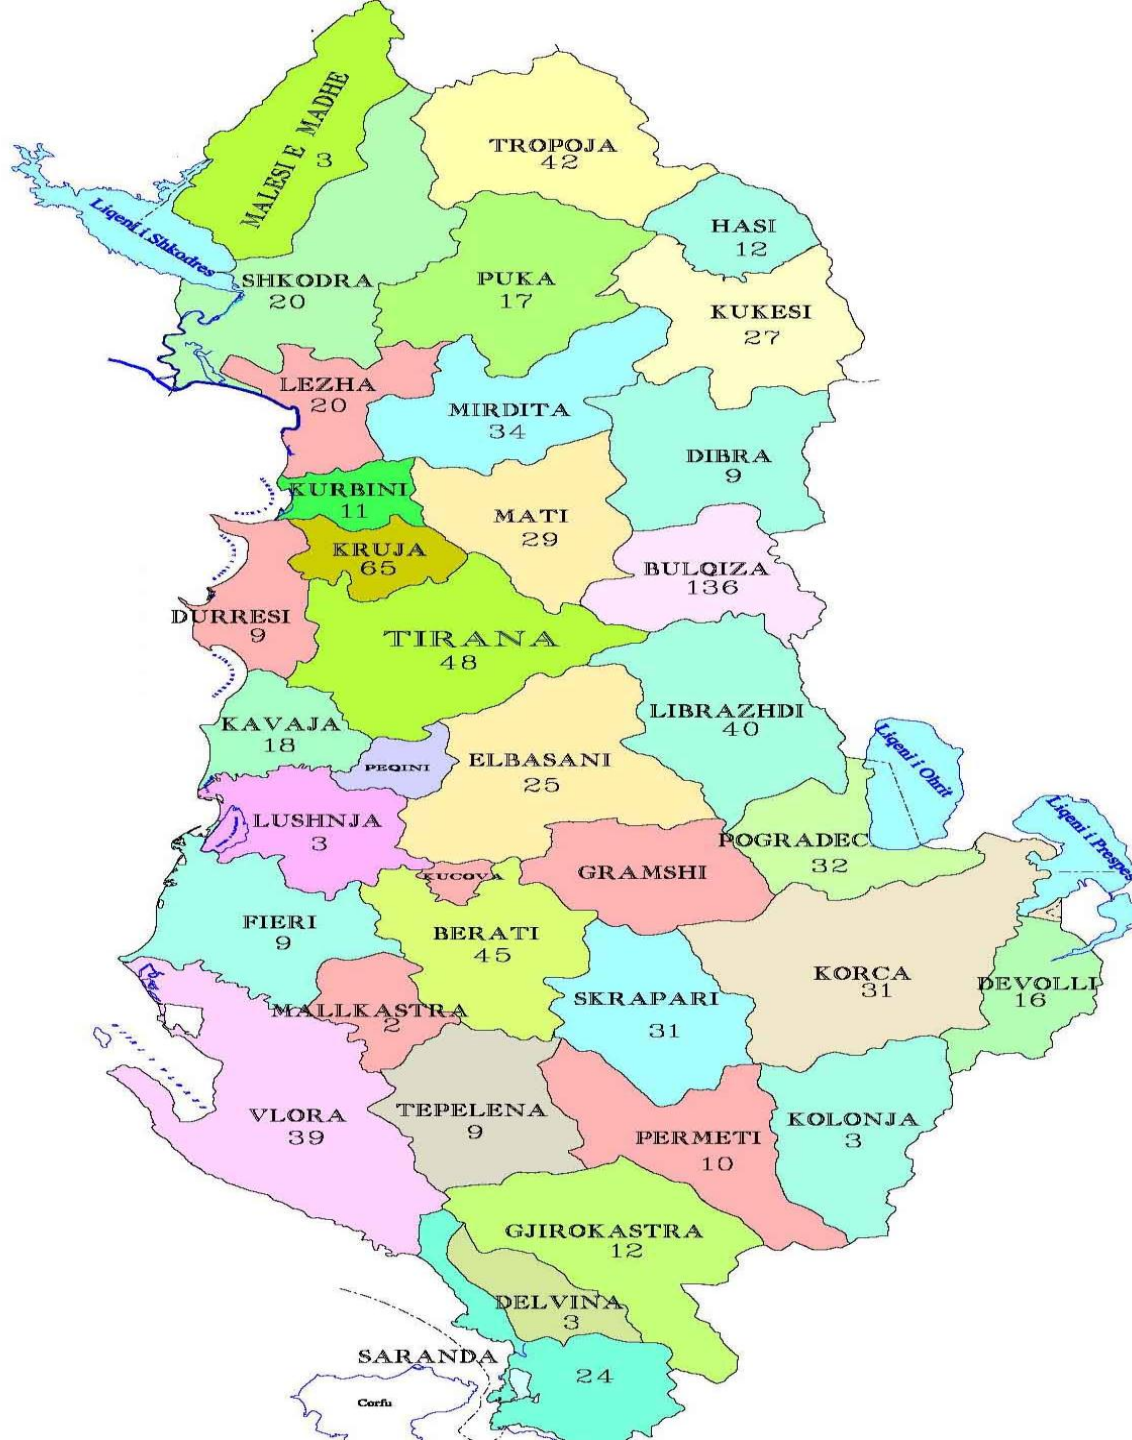 MALESI E MADHE
3
TROPOJA
42
HASI
12
Liqeni i Shkodres
SHKODRA
20
PUKA
17
KUKESI
27
LEZHA
20
MIRDITA
34
DIBRA
9
KURBINI
11
MATI
29
KRUJA
65
BULQIZA
136
DURRESI
9
TIRANA
48
LIBRAZHDI
40
KAVAJA
18
PEQINI
ELBASANI
25
Liqeni i Ohrit
LUSHNJA
3
POGRADEC
32
Liqeni i Prespes
KUCOVA
GRAMSHI
FIERI
9
BERATI
45
KORCA
31
DEVOLLI
16
MALLKASTRA
2
SKRAPARI
31
VLORA
39
TEPELENA
9
PERMETI
10
KOLONJA
3
GJIROKASTRA
12
DELVINA
3
SARANDA
24
Corfu